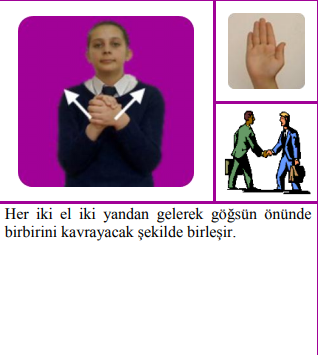 Her iki el iki yandan gelerek göğsün önünde
birbirini kavrayacak şekilde birleşir.